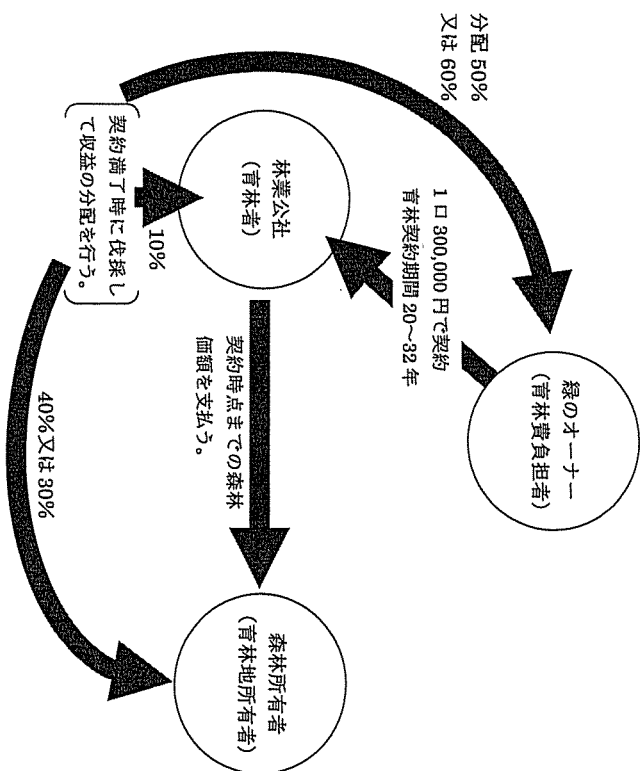 緑のオーナー
(育林費負担者)
分配 50%
又は 60%
1口 300,000 円で契約
育林契約期間 20～32 年
林業公社
(育林者)
10%
契約満了時に伐採し
て収益の分配を行う。
契約時点までの森林
価額を支払う。
40%又は 30%
森林所有者
(育林地所有者)